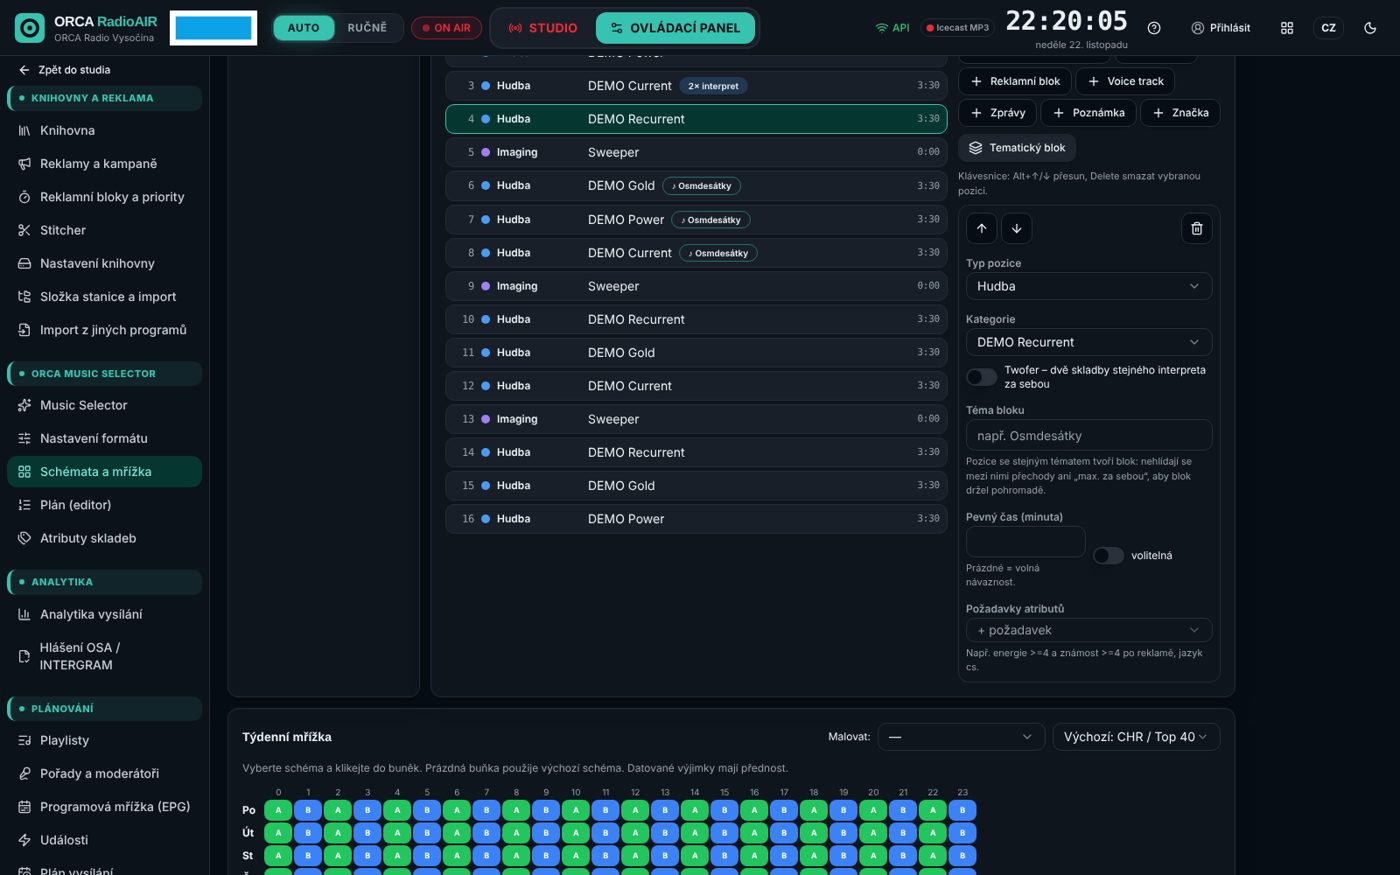 ORCA RadioAIR
ORCA Radio Vysočina
AUTO
RUČNĚ
ON AIR
STUDIO
OVLÁDACÍ PANEL
API
Icecast MP3
22:20:05
neděle 22. listopadu
Přihlásit
CZ
Zpět do studia
KNIHOVNY A REKLAMA
Knihovna
Reklamy a kampaně
Reklamní bloky a priority
Stitcher
Nastavení knihovny
Složka stanice a import
Import z jiných programů
ORCA MUSIC SELECTOR
Music Selector
Nastavení formátu
Schémata a mřížka
Plán (editor)
Atributy skladeb
ANALYTIKA
Analytika vysílání
Hlášení OSA /
INTERGRAM
PLÁNOVÁNÍ
Playlisty
Pořady a moderátoři
Programová mřížka (EPG)
Události
Plán vysílání
3 Hudba DEMO Current 2× interpret 3:30
4 Hudba DEMO Recurrent 3:30
5 Imaging Sweeper 0:00
6 Hudba DEMO Gold ♪ Osmdesátky 3:30
7 Hudba DEMO Power ♪ Osmdesátky 3:30
8 Hudba DEMO Current ♪ Osmdesátky 3:30
9 Imaging Sweeper 0:00
10 Hudba DEMO Recurrent 3:30
11 Hudba DEMO Gold 3:30
12 Hudba DEMO Current 3:30
13 Imaging Sweeper 0:00
14 Hudba DEMO Recurrent 3:30
15 Hudba DEMO Gold 3:30
16 Hudba DEMO Power 3:30
+ Reklamní blok
+ Voice track
+ Zprávy
+ Poznámka
+ Značka
Tematický blok
Klávesnice: Alt+↑/↓ přesun, Delete smazat vybranou
pozici.
Typ pozice
Hudba
Kategorie
DEMO Recurrent
Twofer – dvě skladby stejného interpreta
za sebou
Téma bloku
např. Osmdesátky
Pozice se stejným tématem tvoří blok: nehlídají se
mezi nimi přechody ani „max. za sebou“, aby blok
držel pohromadě.
Pevný čas (minuta)
volitelná
Prázdné = volná
návaznost.
Požadavky atributů
+ požadavek
Např. energie >=4 a známost >=4 po reklamě, jazyk
cs.
Týdenní mřížka
Malovat:
—
Výchozí: CHR / Top 40
Vyberte schéma a klikejte do buněk. Prázdná buňka použije výchozí schéma. Datované výjimky mají přednost.
0 1 2 3 4 5 6 7 8 9 10 11 12 13 14 15 16 17 18 19 20 21 22 23
Po A B A B A B A B A B A B A B A B A B A B A B A B
Út A B A B A B A B A B A B A B A B A B A B A B A B
St A B A B A B A B A B A B A B A B A B A B A B A B